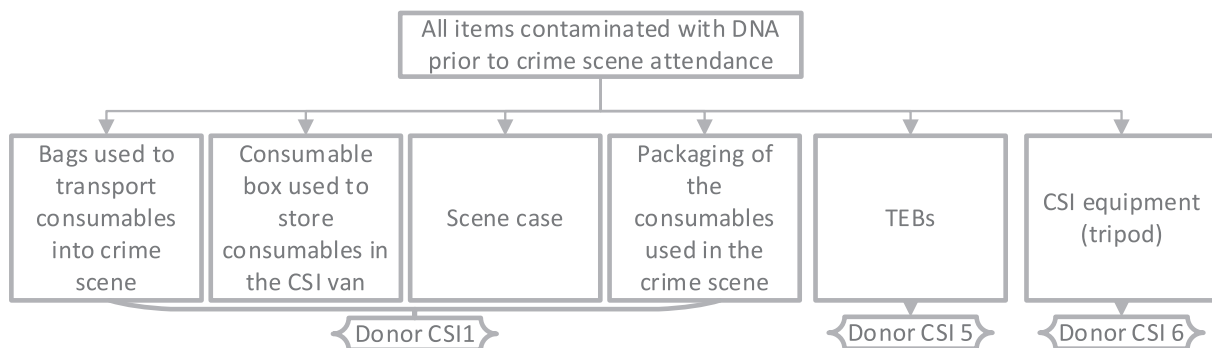 All items contaminated with DNA
prior to crime scene attendance
Bags used to
transport
consumables
into crime
scene
Consumable
box used to
store
consumables in
the CSI van
Scene case
Packaging of
the
consumables
used in the
crime scene
TEBs
CSI equipment
(tripod)
Donor CSI1
Donor CSI 5
Donor CSI 6